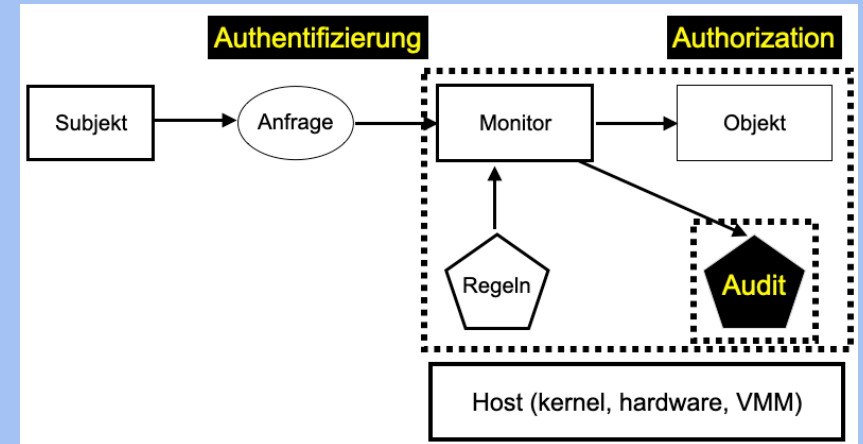 Authentifizierung
Authorization
Subjekt
Anfrage
Monitor
Objekt
Regeln
Audit
Host (kernel, hardware, VMM)